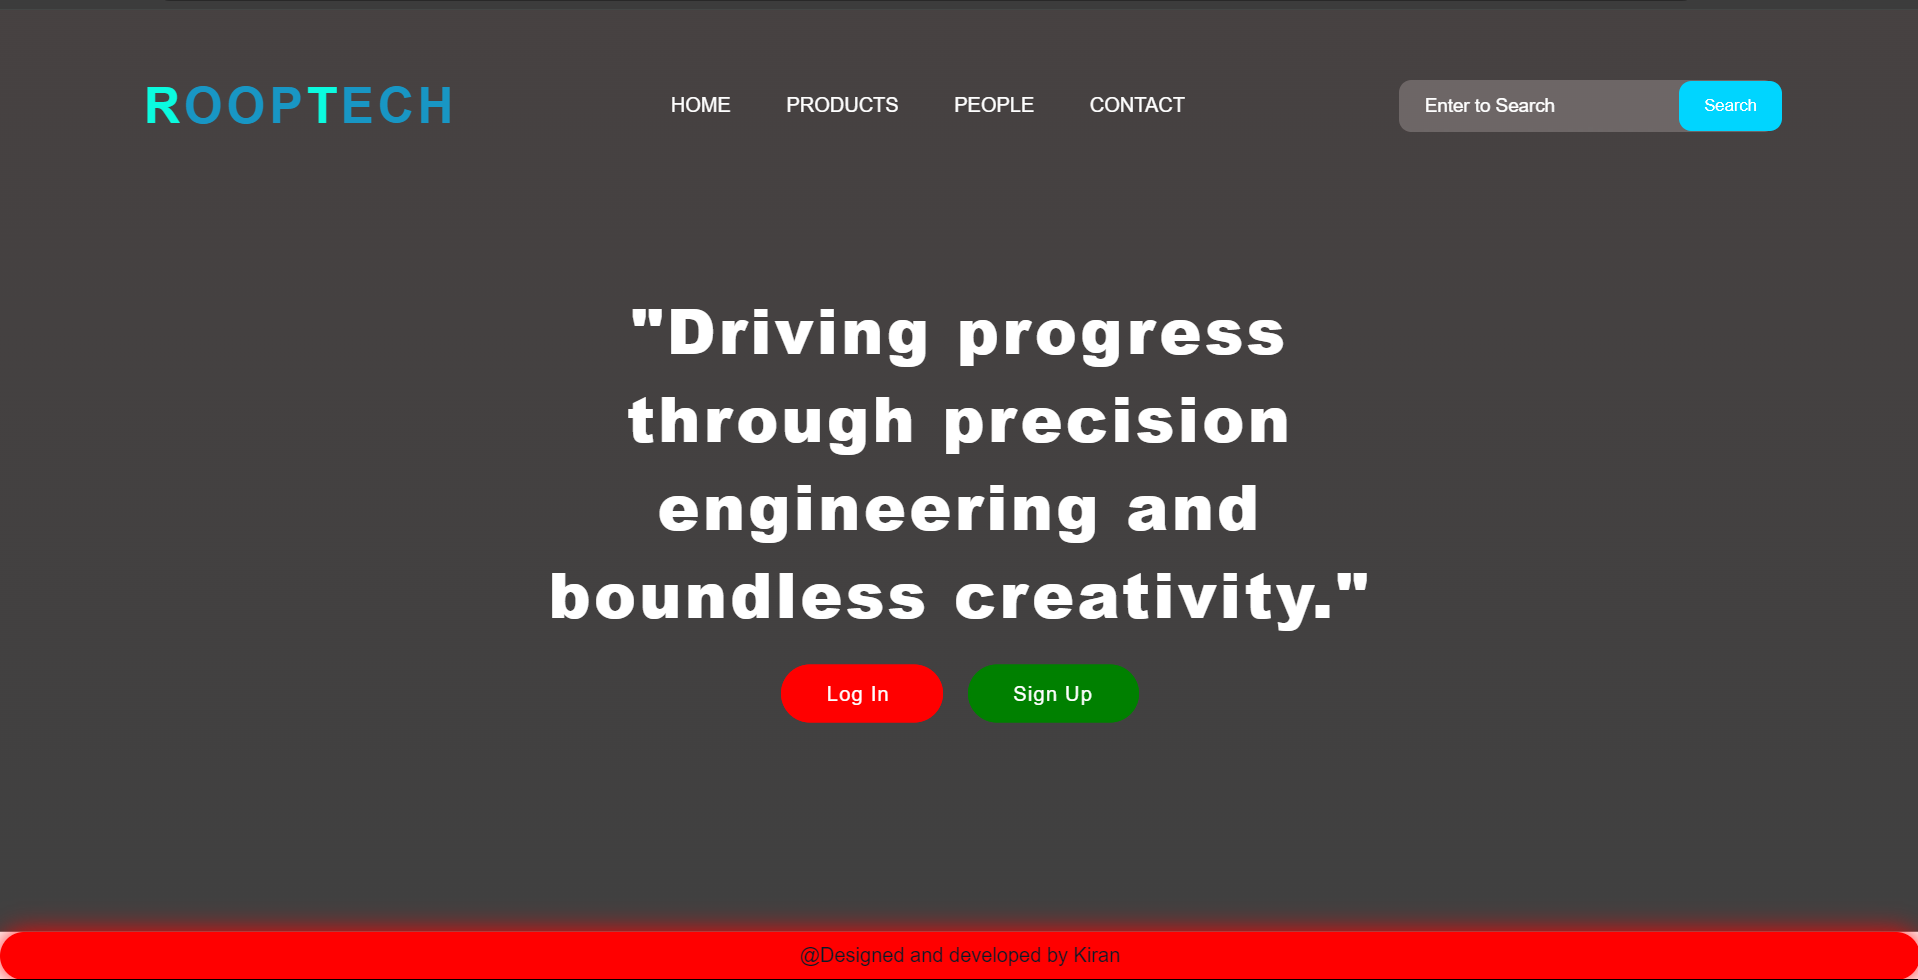 ROOPTECH
HOME PRODUCTS PEOPLE CONTACT
Enter to Search Search
"Driving progress
through precision
engineering and
boundless creativity."
Log In Sign Up
@Designed and developed by Kiran